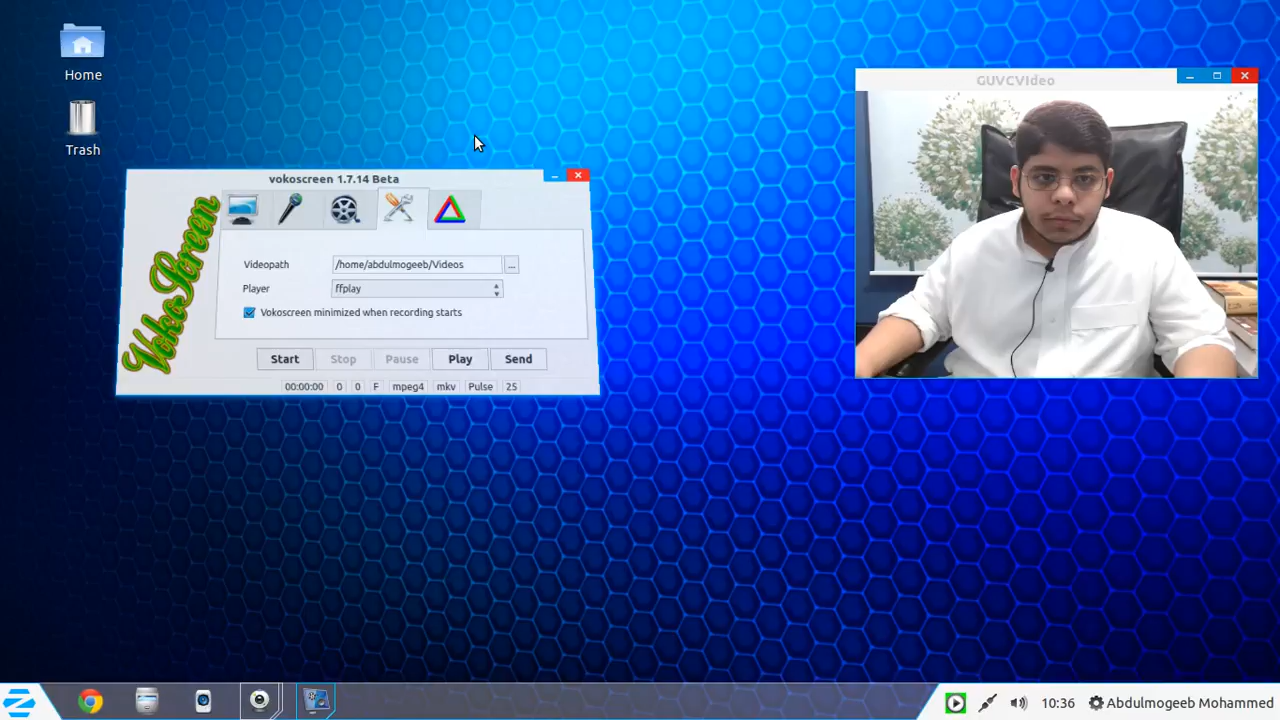 Home
Trash
GUVCVIdeo
vokoscreen 1.7.14 Beta
VokoScreen
Videopath
/home/abdulmogeeb/Videos
...
Player
ffplay
Vokoscreen minimized when recording starts
Start
Stop
Pause
Play
Send
00:00:00
0
0
F
mpeg4
mkv
Pulse
25
10:36
Abdulmogeeb Mohammed